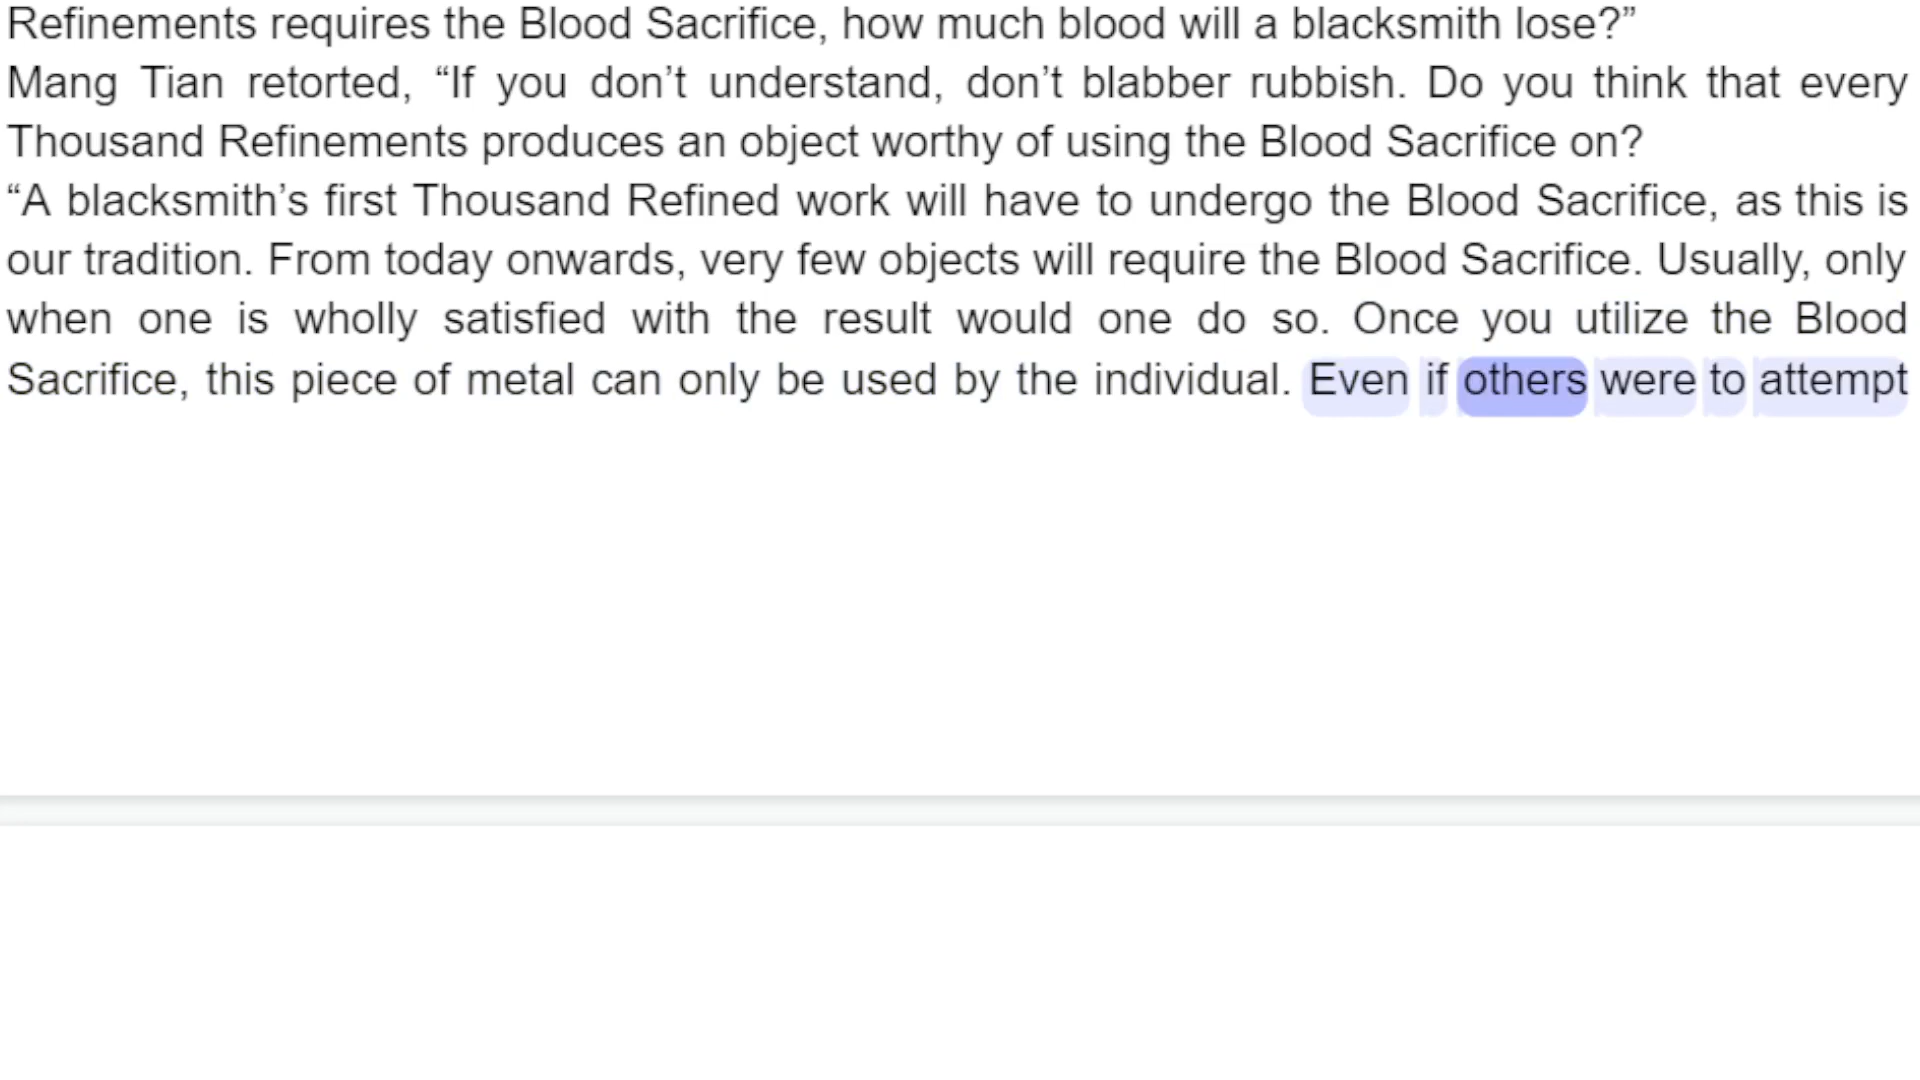 Refinements requires the Blood Sacrifice, how much blood will a blacksmith lose?”
Mang Tian retorted, “If you don’t understand, don’t blabber rubbish. Do you think that every
Thousand Refinements produces an object worthy of using the Blood Sacrifice on?
“A blacksmith’s first Thousand Refined work will have to undergo the Blood Sacrifice, as this is
our tradition. From today onwards, very few objects will require the Blood Sacrifice. Usually, only
when one is wholly satisfied with the result would one do so. Once you utilize the Blood
Sacrifice, this piece of metal can only be used by the individual. Even if others were to attempt